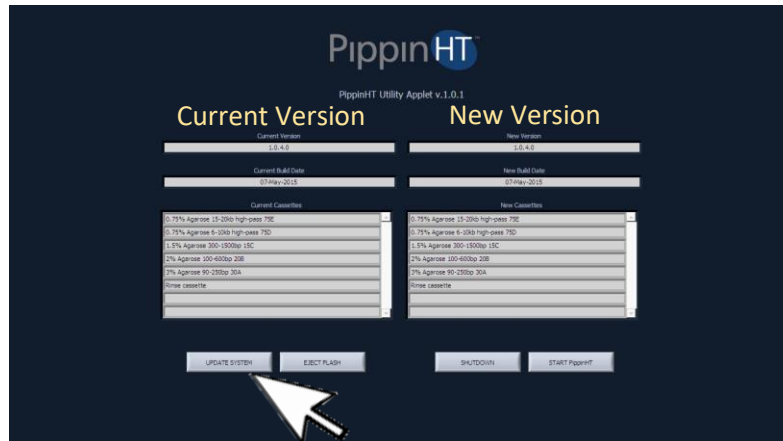 PippinHT™
PippinHT Utility Applet v.1.0.1
Current Version
New Version
Current Version
New Version
1.0.4.0
1.0.4.0
Current Build Date
New Build Date
07-May-2015
07-May-2015
Current Cassettes
0.75% Agarose 15-20kb high-pass 75E
0.75% Agarose 6-10kb high-pass 75D
1.5% Agarose 300-1500bp 15C
2% Agarose 100-600bp 20B
3% Agarose 90-250bp 30A
Rinse cassette
New Cassettes
0.75% Agarose 15-20kb high-pass 75E
0.75% Agarose 6-10kb high-pass 75D
1.5% Agarose 300-1500bp 15C
2% Agarose 100-600bp 20B
3% Agarose 90-250bp 30A
Rinse cassette
UPDATE SYSTEM
EJECT FLASH
SHUTDOWN
START PippinHT